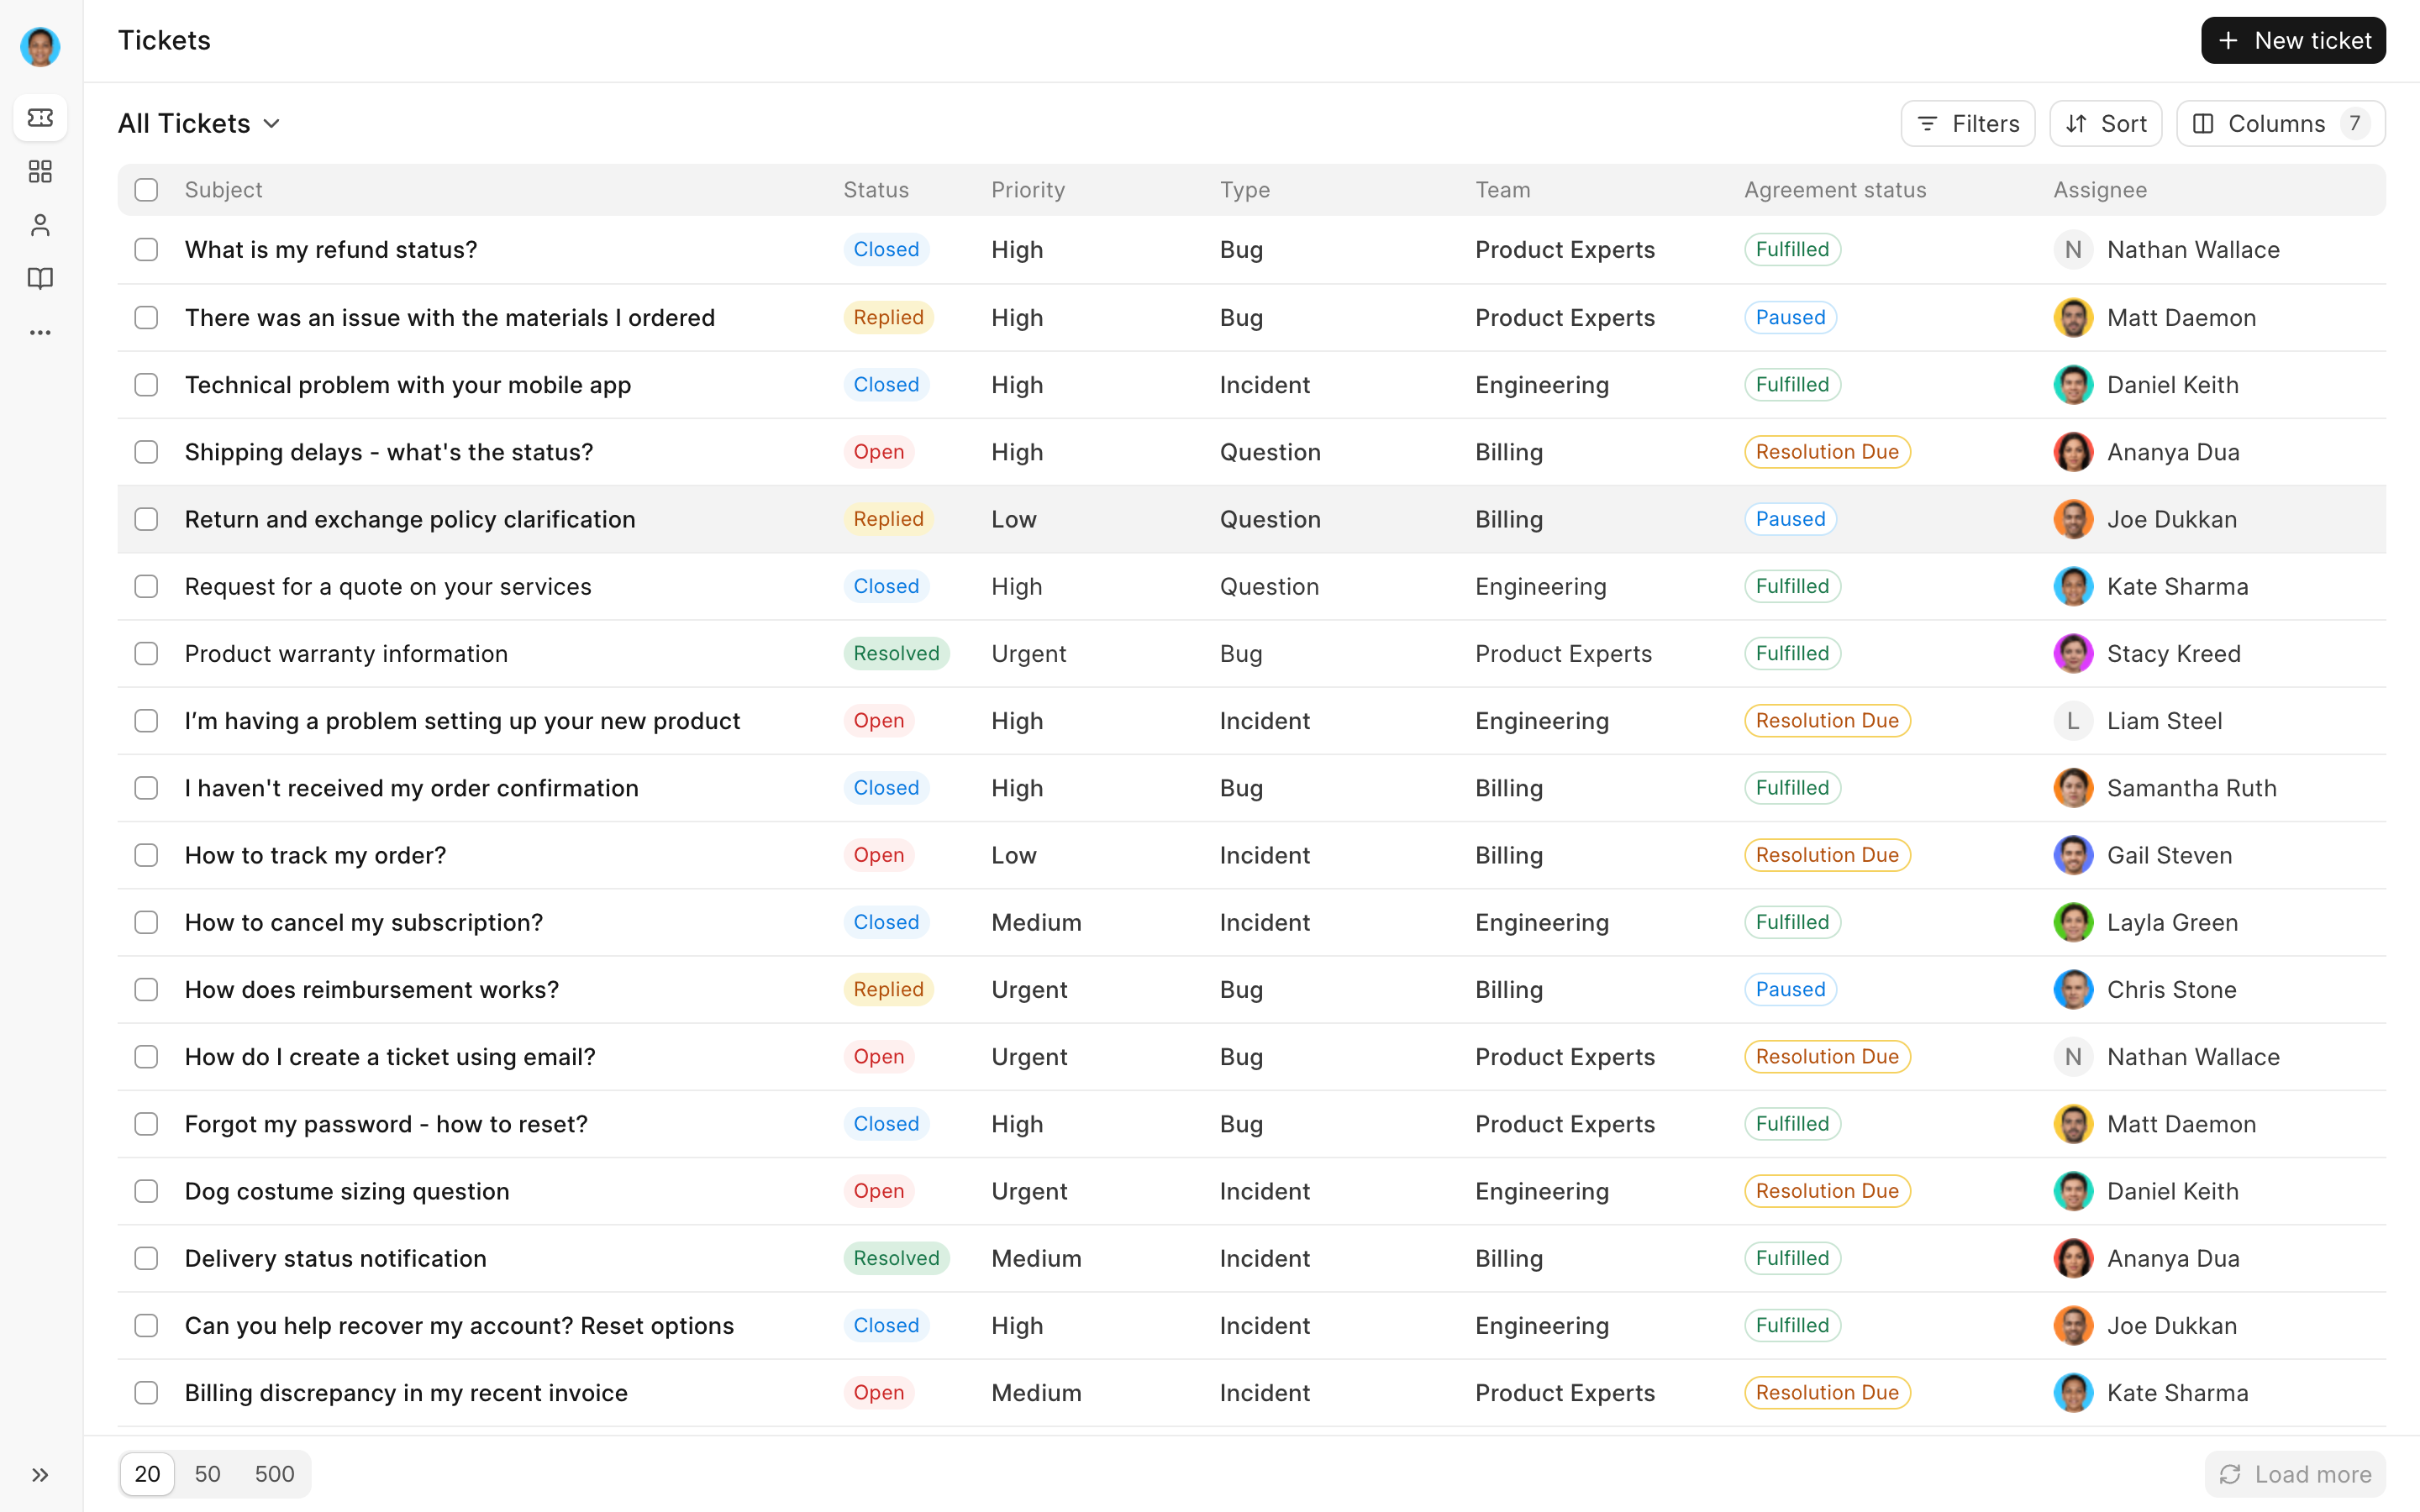 Tickets
New ticket
All Tickets
Filters Sort Columns 7
Subject Status Priority Type Team Agreement status Assignee
What is my refund status? Closed High Bug Product Experts Fulfilled N Nathan Wallace
There was an issue with the materials I ordered Replied High Bug Product Experts Paused Matt Daemon
Technical problem with your mobile app Closed High Incident Engineering Fulfilled Daniel Keith
Shipping delays - what's the status? Open High Question Billing Resolution Due Ananya Dua
Return and exchange policy clarification Replied Low Question Billing Paused Joe Dukkan
Request for a quote on your services Closed High Question Engineering Fulfilled Kate Sharma
Product warranty information Resolved Urgent Bug Product Experts Fulfilled Stacy Kreed
I’m having a problem setting up your new product Open High Incident Engineering Resolution Due L Liam Steel
I haven't received my order confirmation Closed High Bug Billing Fulfilled Samantha Ruth
How to track my order? Open Low Incident Billing Resolution Due Gail Steven
How to cancel my subscription? Closed Medium Incident Engineering Fulfilled Layla Green
How does reimbursement works? Replied Urgent Bug Billing Paused Chris Stone
How do I create a ticket using email? Open Urgent Bug Product Experts Resolution Due N Nathan Wallace
Forgot my password - how to reset? Closed High Bug Product Experts Fulfilled Matt Daemon
Dog costume sizing question Open Urgent Incident Engineering Resolution Due Daniel Keith
Delivery status notification Resolved Medium Incident Billing Fulfilled Ananya Dua
Can you help recover my account? Reset options Closed High Incident Engineering Fulfilled Joe Dukkan
Billing discrepancy in my recent invoice Open Medium Incident Product Experts Resolution Due Kate Sharma
20 50 500 Load more